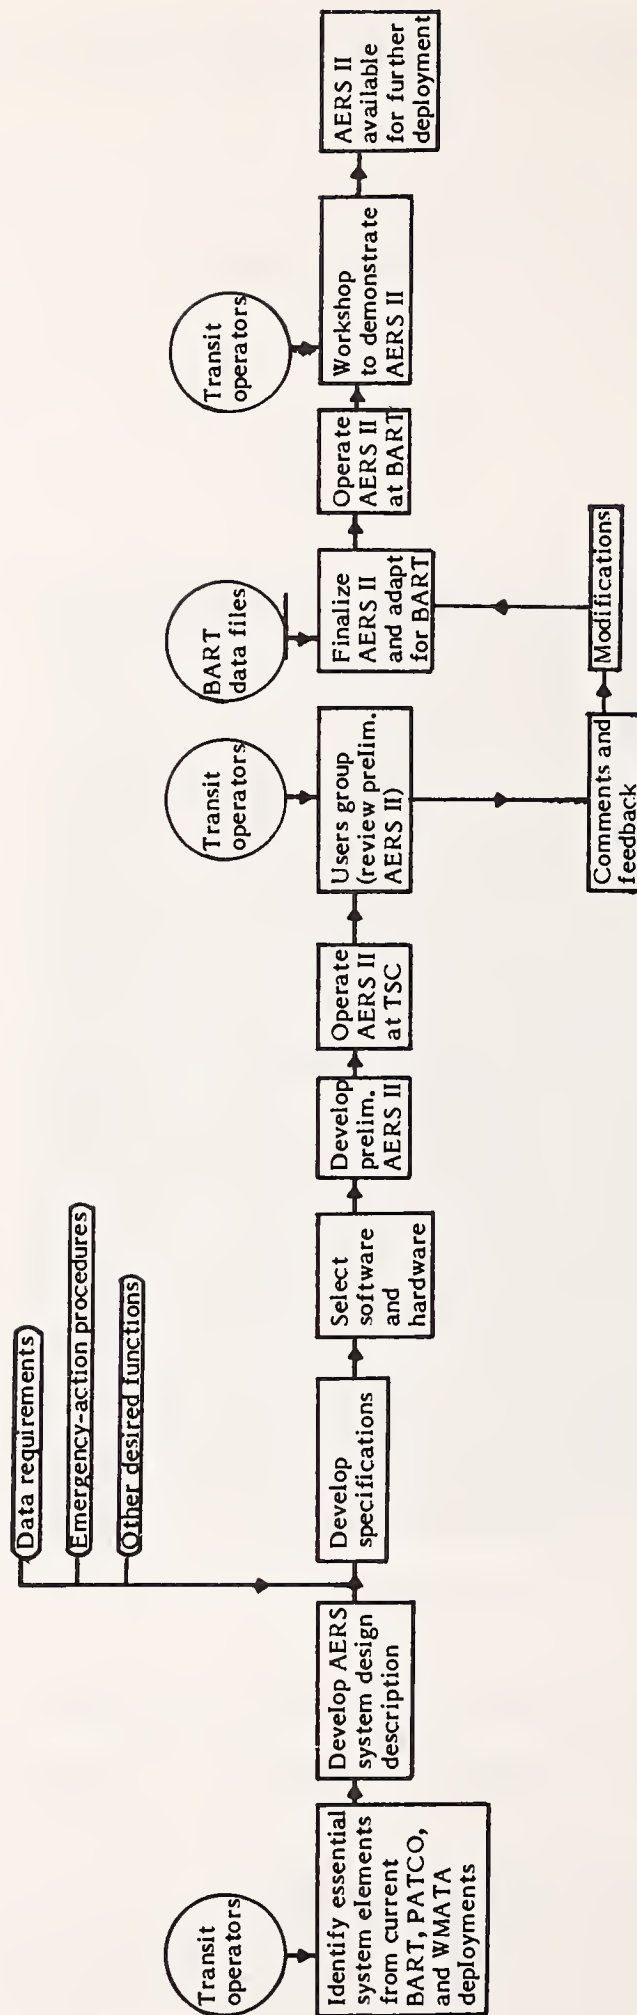 Transit
operators
Identify essential
system elements
from current
BART, PATCO,
and WMATA
deployments
Develop AERS
system design
description
Data requirements
Emergency-action procedures
Other desired functions
Develop
specifications
Select
software
and
hardware
Develop
prelim.
AERS II
Operate
AERS II
at TSC
Transit
operators
Users group
(review prelim.
AERS II)
Comments and
feedback
Modifications
BART
data files
Finalize
AERS II
and adapt
for BART
Operate
AERS II
at BART
Transit
operators
Workshop
to demonstrate
AERS II
AERS II
available
for further
deployment